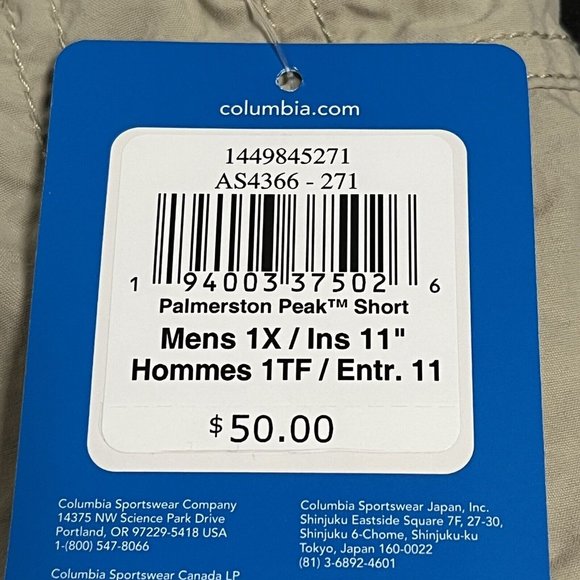 columbia.com
1449845271
AS4366 - 271
1 94003 37502 6
Palmerston Peak™ Short
Mens 1X / Ins 11"
Hommes 1TF / Entr. 11
$50.00
Columbia Sportswear Company
14375 NW Science Park Drive
Portland, OR 97229-5418 USA
1-(800) 547-8066
Columbia Sportswear Canada LP
Columbia Sportswear Japan, Inc.
Shinjuku Eastside Square 7F, 27-30,
Shinjuku 6-Chome, Shinjuku-ku
Tokyo, Japan 160-0022
(81) 3-6892-4601